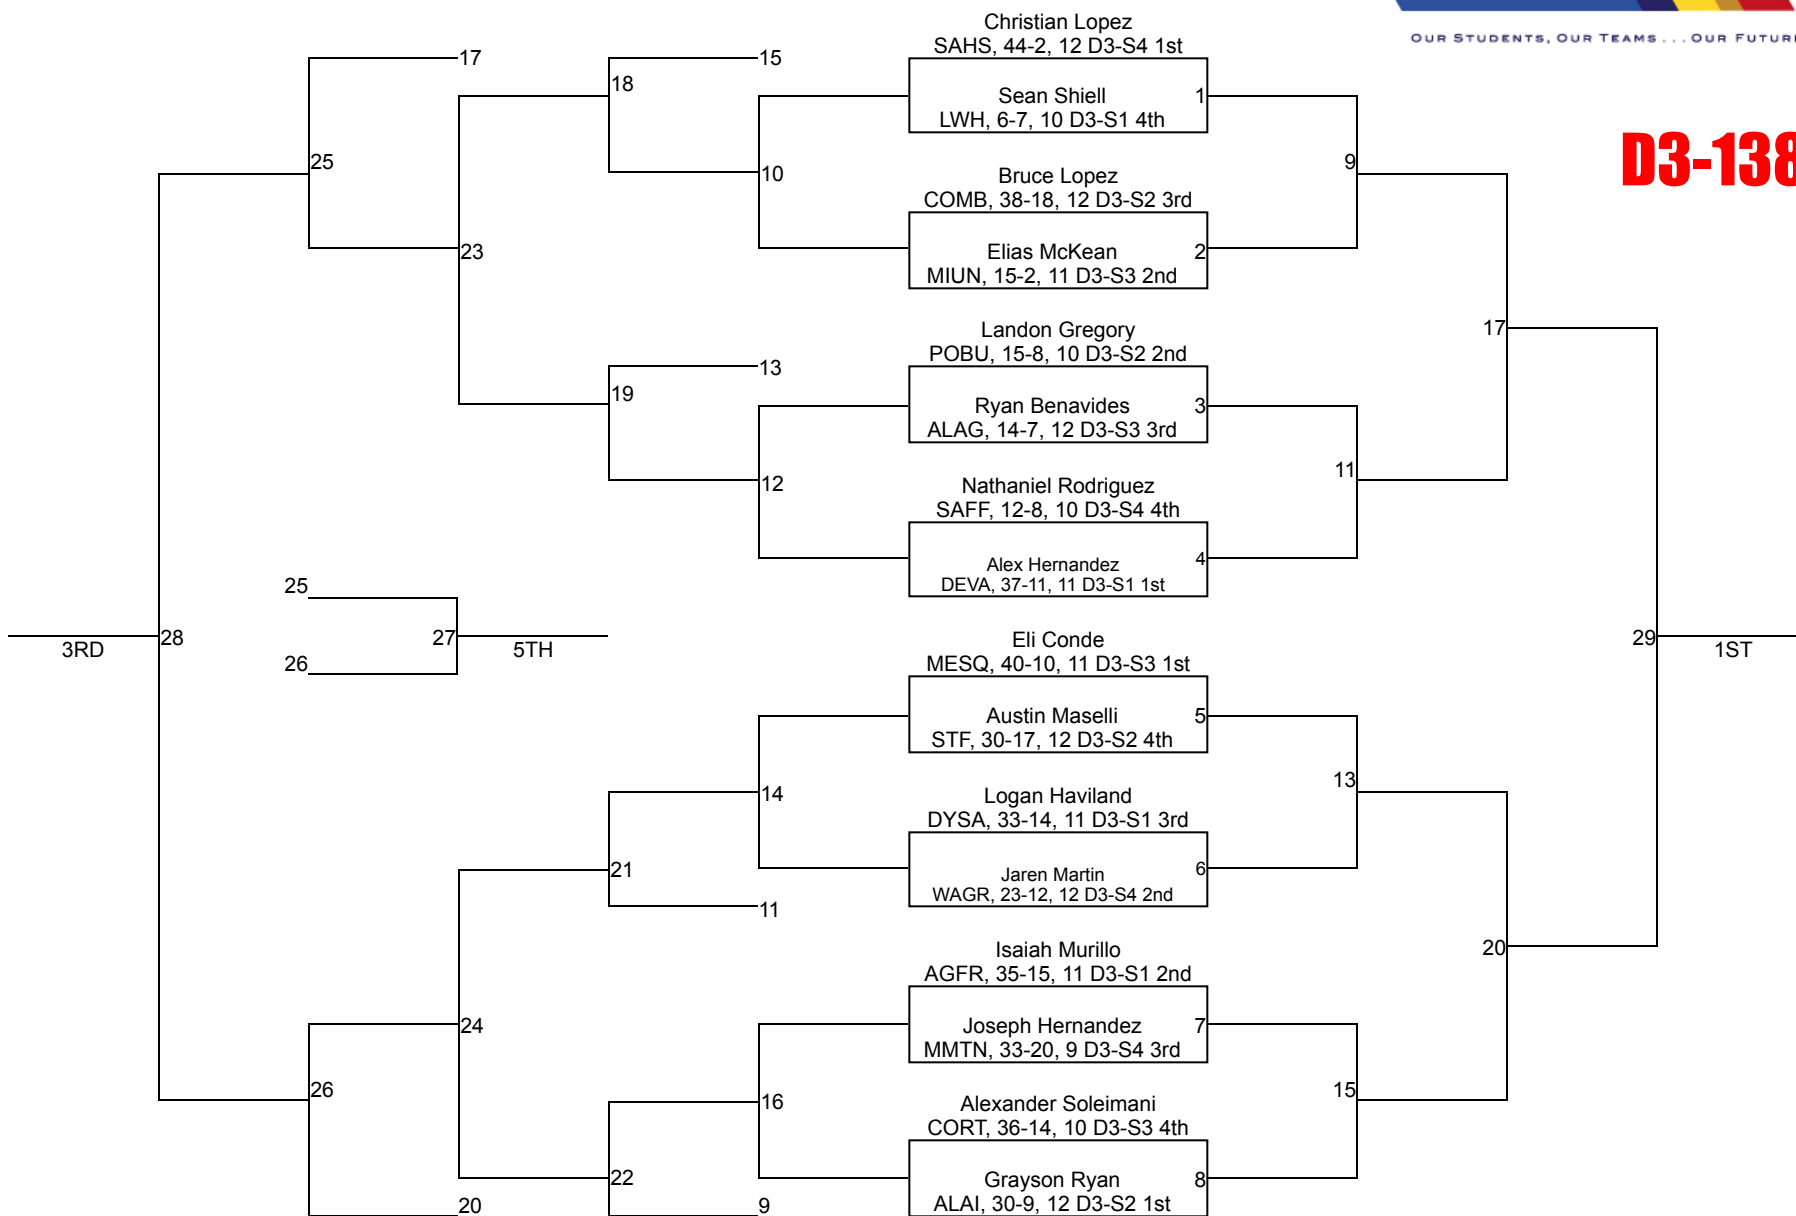 OUR STUDENTS, OUR TEAMS ... OUR FUTURE
D3-138
Christian Lopez
SAHS, 44-2, 12 D3-S4 1st
17
15
18
Sean Shiell
1
LWH, 6-7, 10 D3-S1 4th
25
10
9
Bruce Lopez
COMB, 38-18, 12 D3-S2 3rd
23
Elias McKean
2
MIUN, 15-2, 11 D3-S3 2nd
Landon Gregory
17
POBU, 15-8, 10 D3-S2 2nd
13
19
Ryan Benavides
3
ALAG, 14-7, 12 D3-S3 3rd
12
11
Nathaniel Rodriguez
SAFF, 12-8, 10 D3-S4 4th
Alex Hernandez
4
DEVA, 37-11, 11 D3-S1 1st
25
3RD
28
27
5TH
26
Eli Conde
29
1ST
MESQ, 40-10, 11 D3-S3 1st
Austin Maselli
5
STF, 30-17, 12 D3-S2 4th
14
13
Logan Haviland
DYSA, 33-14, 11 D3-S1 3rd
21
Jaren Martin
6
WAGR, 23-12, 12 D3-S4 2nd
11
Isaiah Murillo
20
AGFR, 35-15, 11 D3-S1 2nd
24
Joseph Hernandez
7
MMTN, 33-20, 9 D3-S4 3rd
26
16
15
Alexander Soleimani
CORT, 36-14, 10 D3-S3 4th
22
Grayson Ryan
8
ALAI, 30-9, 12 D3-S2 1st
20
9